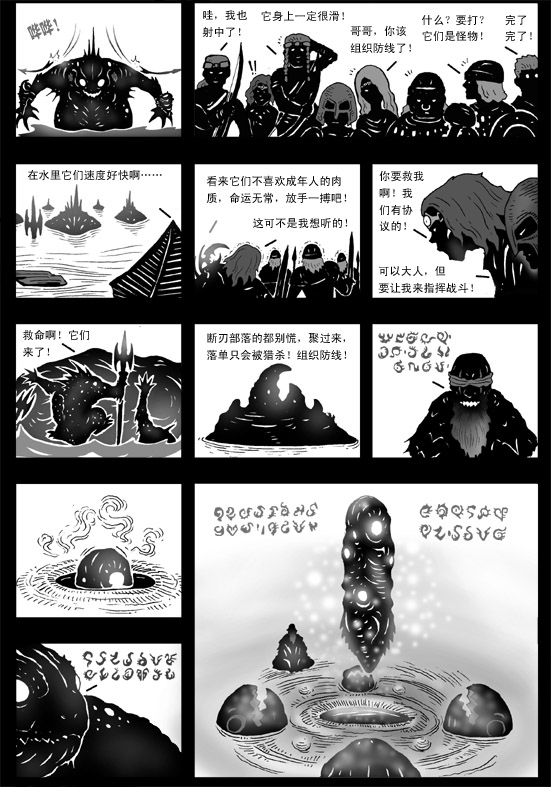 哗哗！
哇，我也
射中了！
它身上一定很滑！
哥哥，你该
组织防线了！
什么？要打？
它们是怪物！
完了
完了！
在水里它们速度好快啊……
看来它们不喜欢成年人的肉
质，命运无常，放手一搏吧！
这可不是我想听的！
你要救我
啊！我
们有协
议的！
可以大人，但
要让我来指挥战斗！
救命啊！它们
来了！
断刃部落的都别慌，聚过来，
落单只会被猎杀！组织防线！